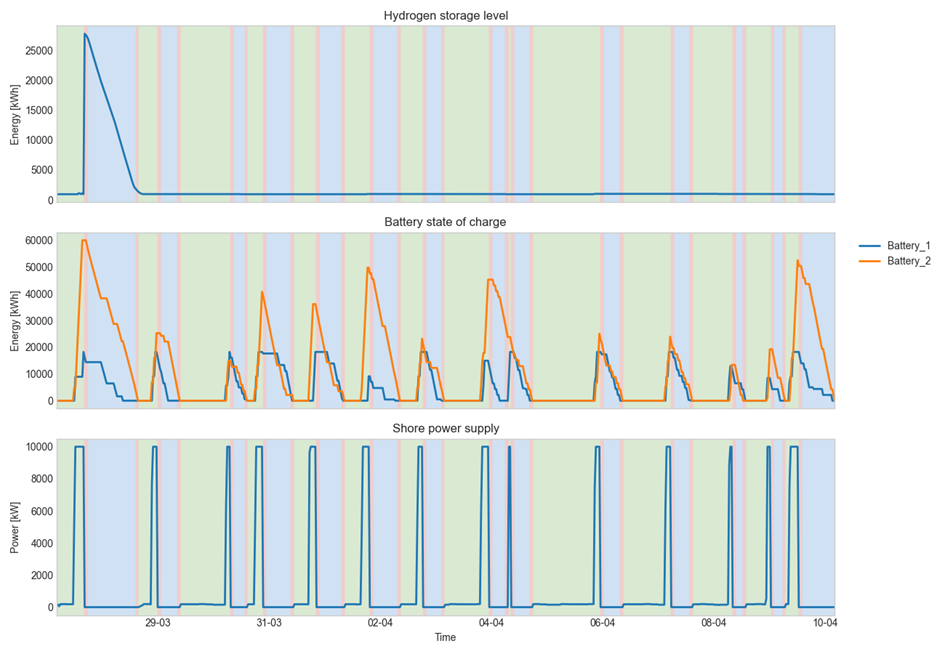 Hydrogen storage level
Energy [kWh]
25000
20000
15000
10000
5000
0
Battery state of charge
Energy [kWh]
60000
50000
40000
30000
20000
10000
0
Battery_1
Battery_2
Shore power supply
Power [kW]
10000
8000
6000
4000
2000
0
29-03 31-03 02-04 04-04 06-04 08-04 10-04
Time